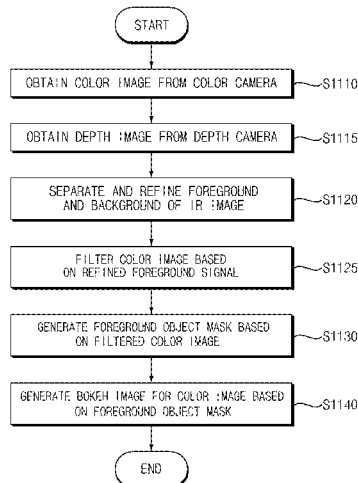 START
OBTAIN COLOR IMAGE FROM COLOR CAMERA
S1110
OBTAIN DEPTH IMAGE FROM DEPTH CAMERA
S1115
SEPARATE AND REFINE FOREGROUND
AND BACKGROUND OF IR IMAGE
S1120
FILTER COLOR IMAGE BASED
ON REFINED FOREGROUND SIGNAL
S1125
GENERATE FOREGROUND OBJECT MASK BASED
ON FILTERED COLOR IMAGE
S1130
GENERATE BOKEH IMAGE FOR COLOR IMAGE BASED
ON FOREGROUND OBJECT MASK
S1140
END